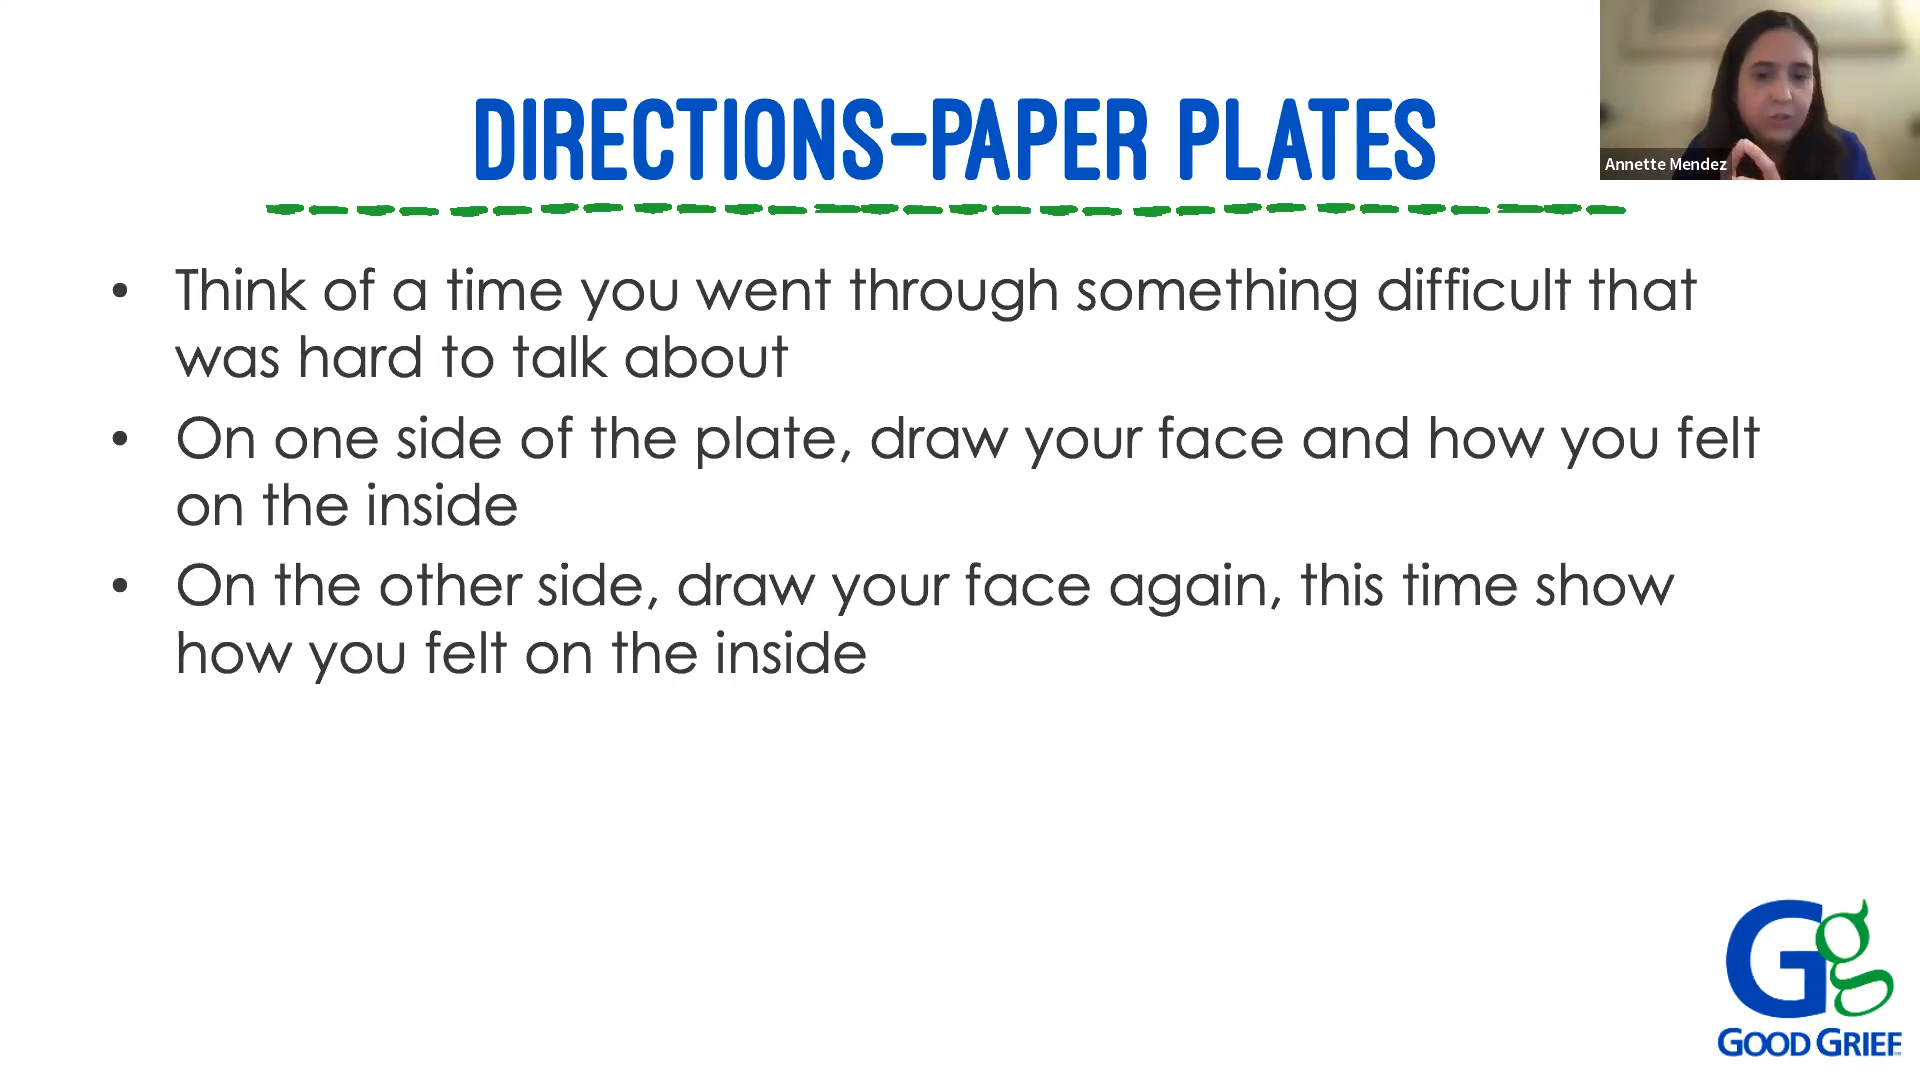 DIRECTIONS-PAPER PLATES
Annette Mendez
• Think of a time you went through something difficult that
was hard to talk about
• On one side of the plate, draw your face and how you felt
on the inside
• On the other side, draw your face again, this time show
how you felt on the inside
Gg
GOOD GRIEF